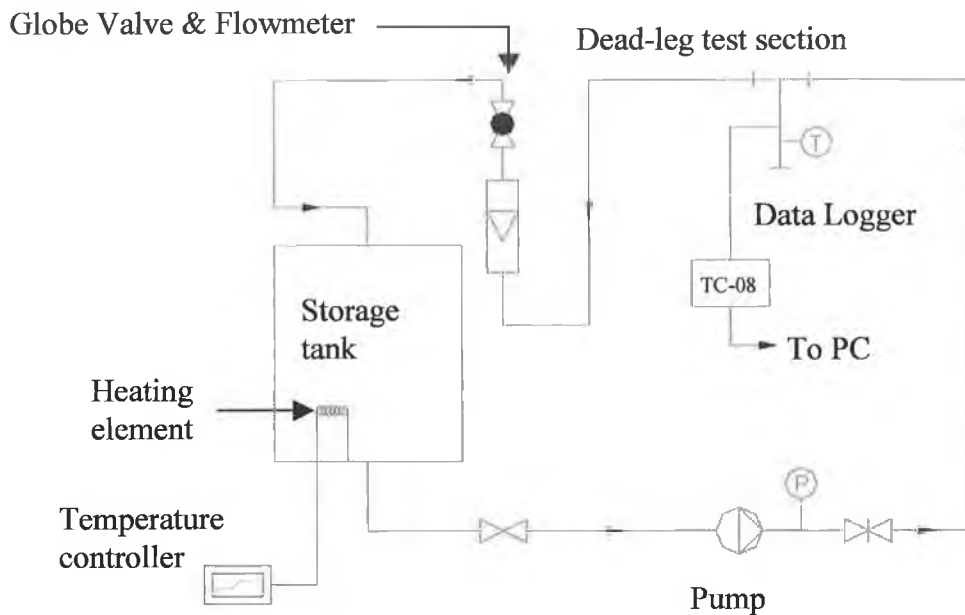 Globe Valve & Flowmeter
Dead-leg test section
T
Data Logger
TC-08
To PC
Storage
tank
Heating
element
Temperature
controller
P
Pump